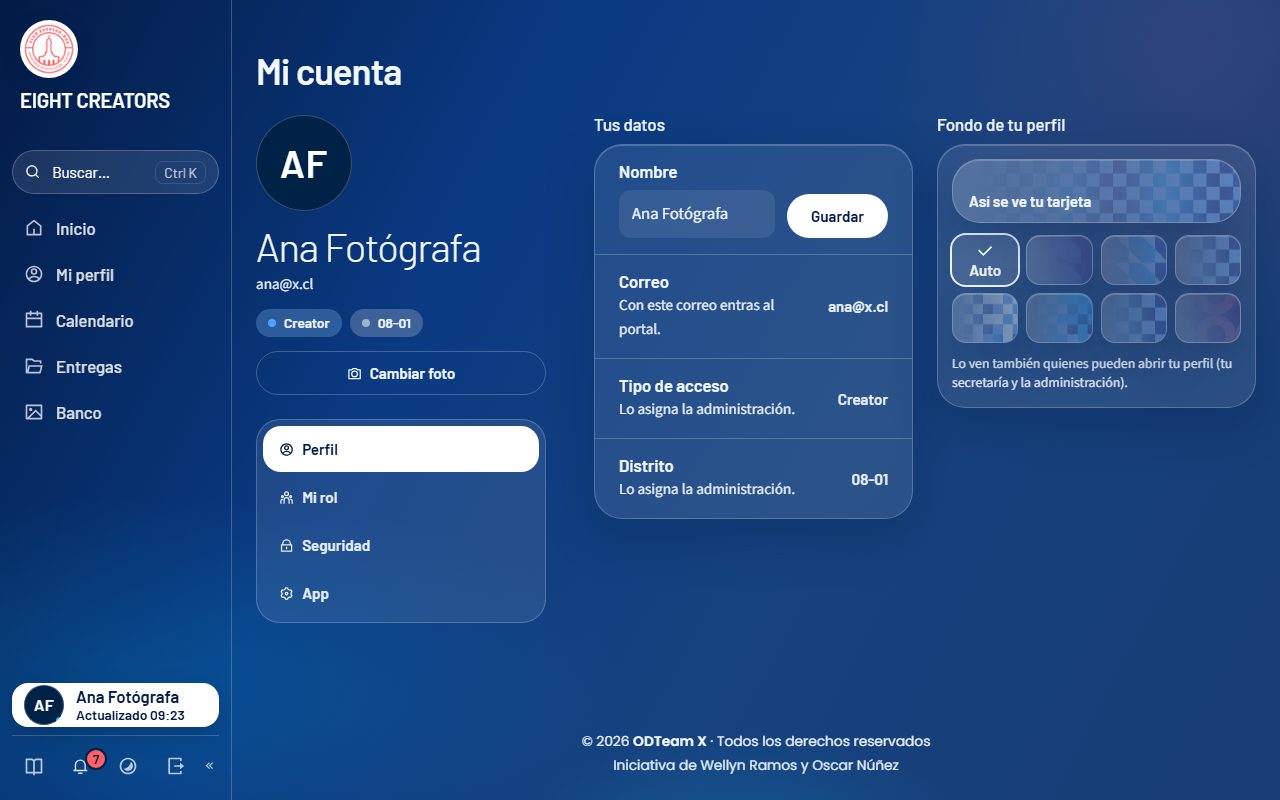 EIGHT CREATORS
Buscar...
Ctrl K
Inicio
Mi perfil
Calendario
Entregas
Banco
AF
Ana Fotógrafa
Actualizado 09:23
7
«
Mi cuenta
AF
Ana Fotógrafa
ana@x.cl
Creator
08-01
Cambiar foto
Perfil
Mi rol
Seguridad
App
Tus datos
Nombre
Ana Fotógrafa
Guardar
Correo
Con este correo entras al
portal.
ana@x.cl
Tipo de acceso
Lo asigna la administración.
Creator
Distrito
Lo asigna la administración.
08-01
Fondo de tu perfil
Así se ve tu tarjeta
Auto
Lo ven también quienes pueden abrir tu perfil (tu
secretaría y la administración).
© 2026 ODTeam X · Todos los derechos reservados
Iniciativa de Wellyn Ramos y Oscar Núñez